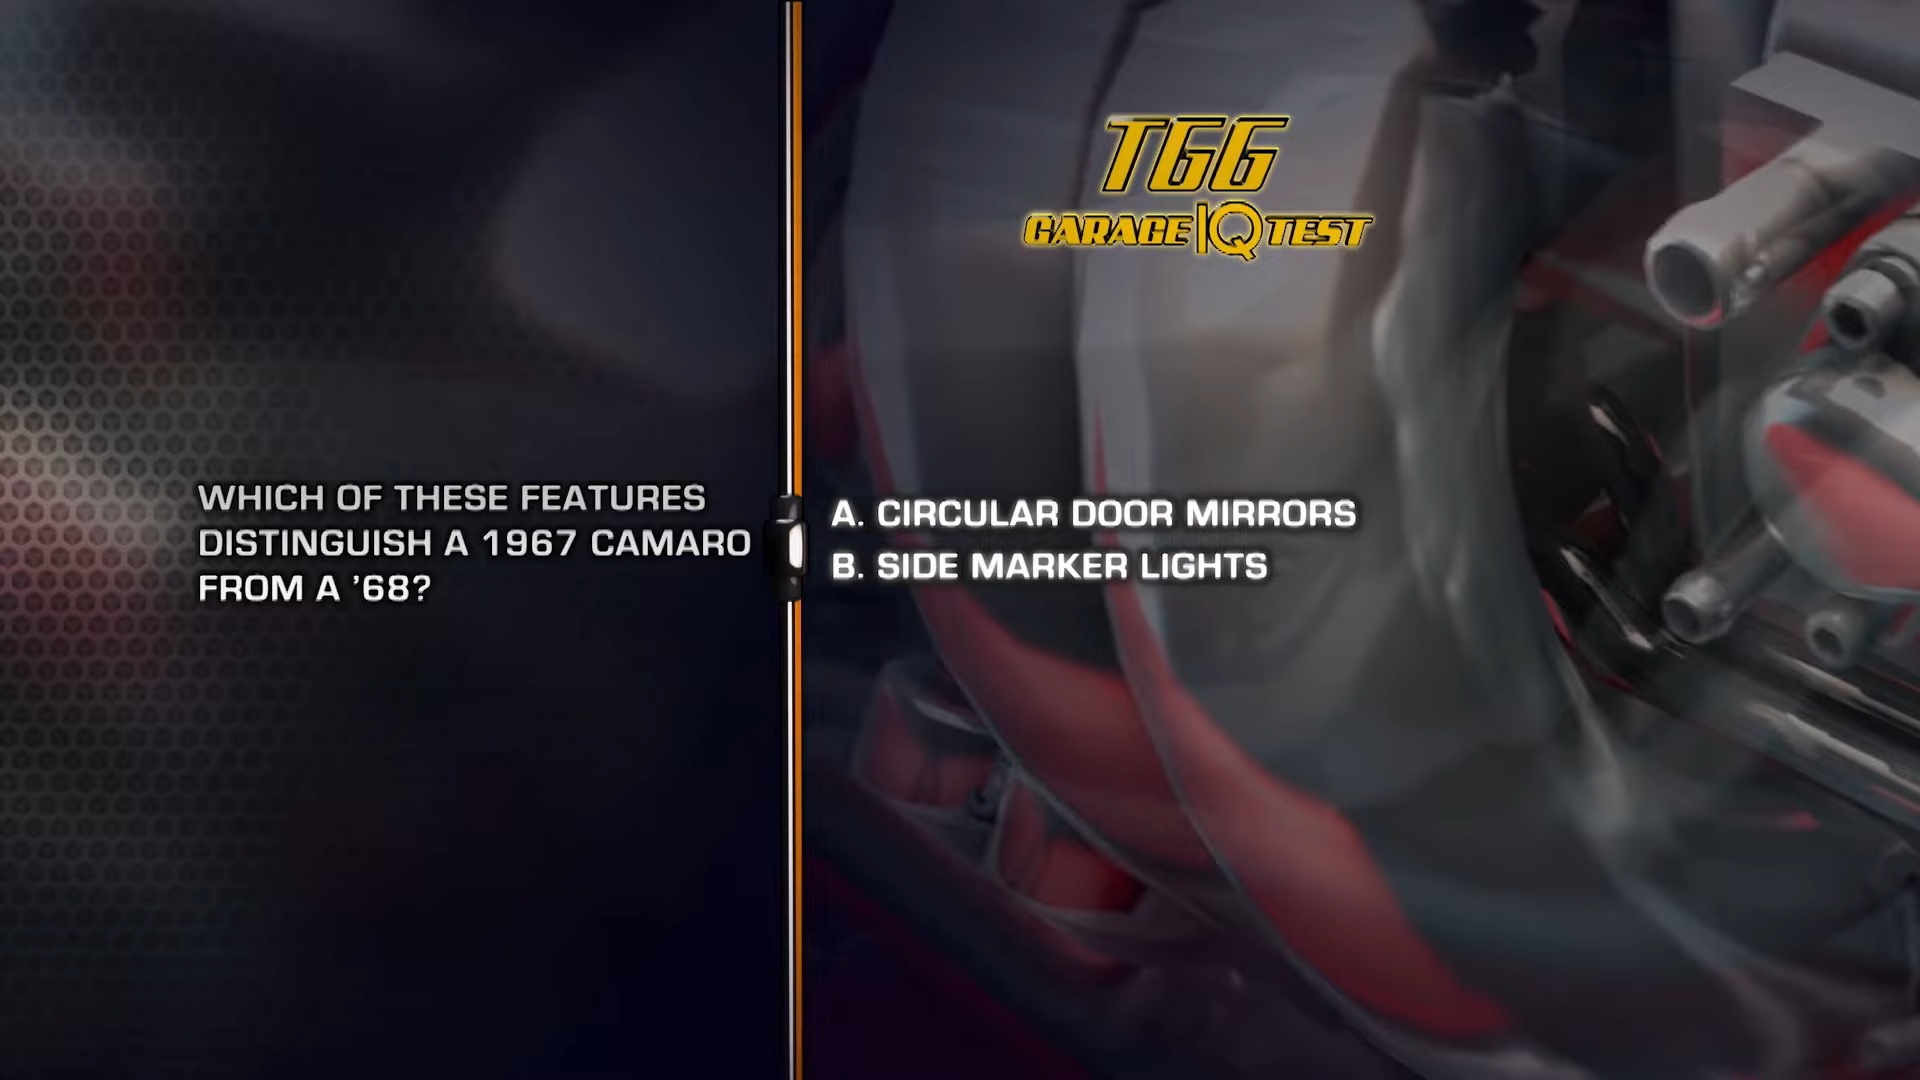 TGG
GARAGE IQ TEST
WHICH OF THESE FEATURES
DISTINGUISH A 1967 CAMARO
FROM A '68?
A. CIRCULAR DOOR MIRRORS
B. SIDE MARKER LIGHTS